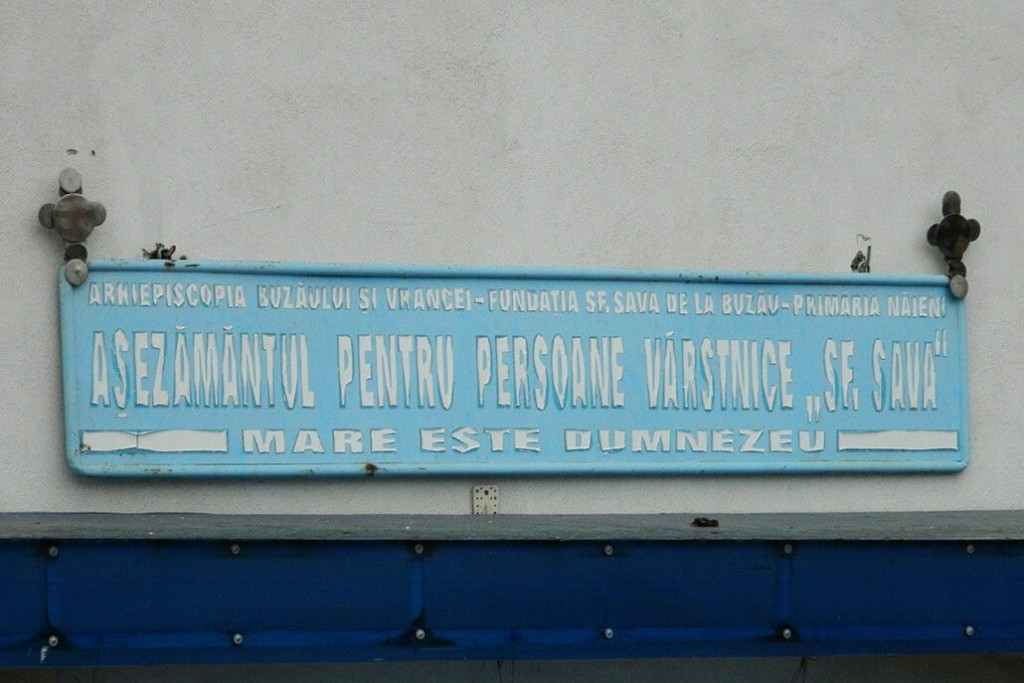 ARHIEPISCOPIA BUZĂULUI ȘI VRANCEI-FUNDAȚIA SF. SAVA DE LA BUZĂU-PRIMĂRIA NĂIENI
AȘEZĂMÂNTUL PENTRU PERSOANE VÂRSTNICE „SF. SAVA“
MARE ESTE DUMNEZEU